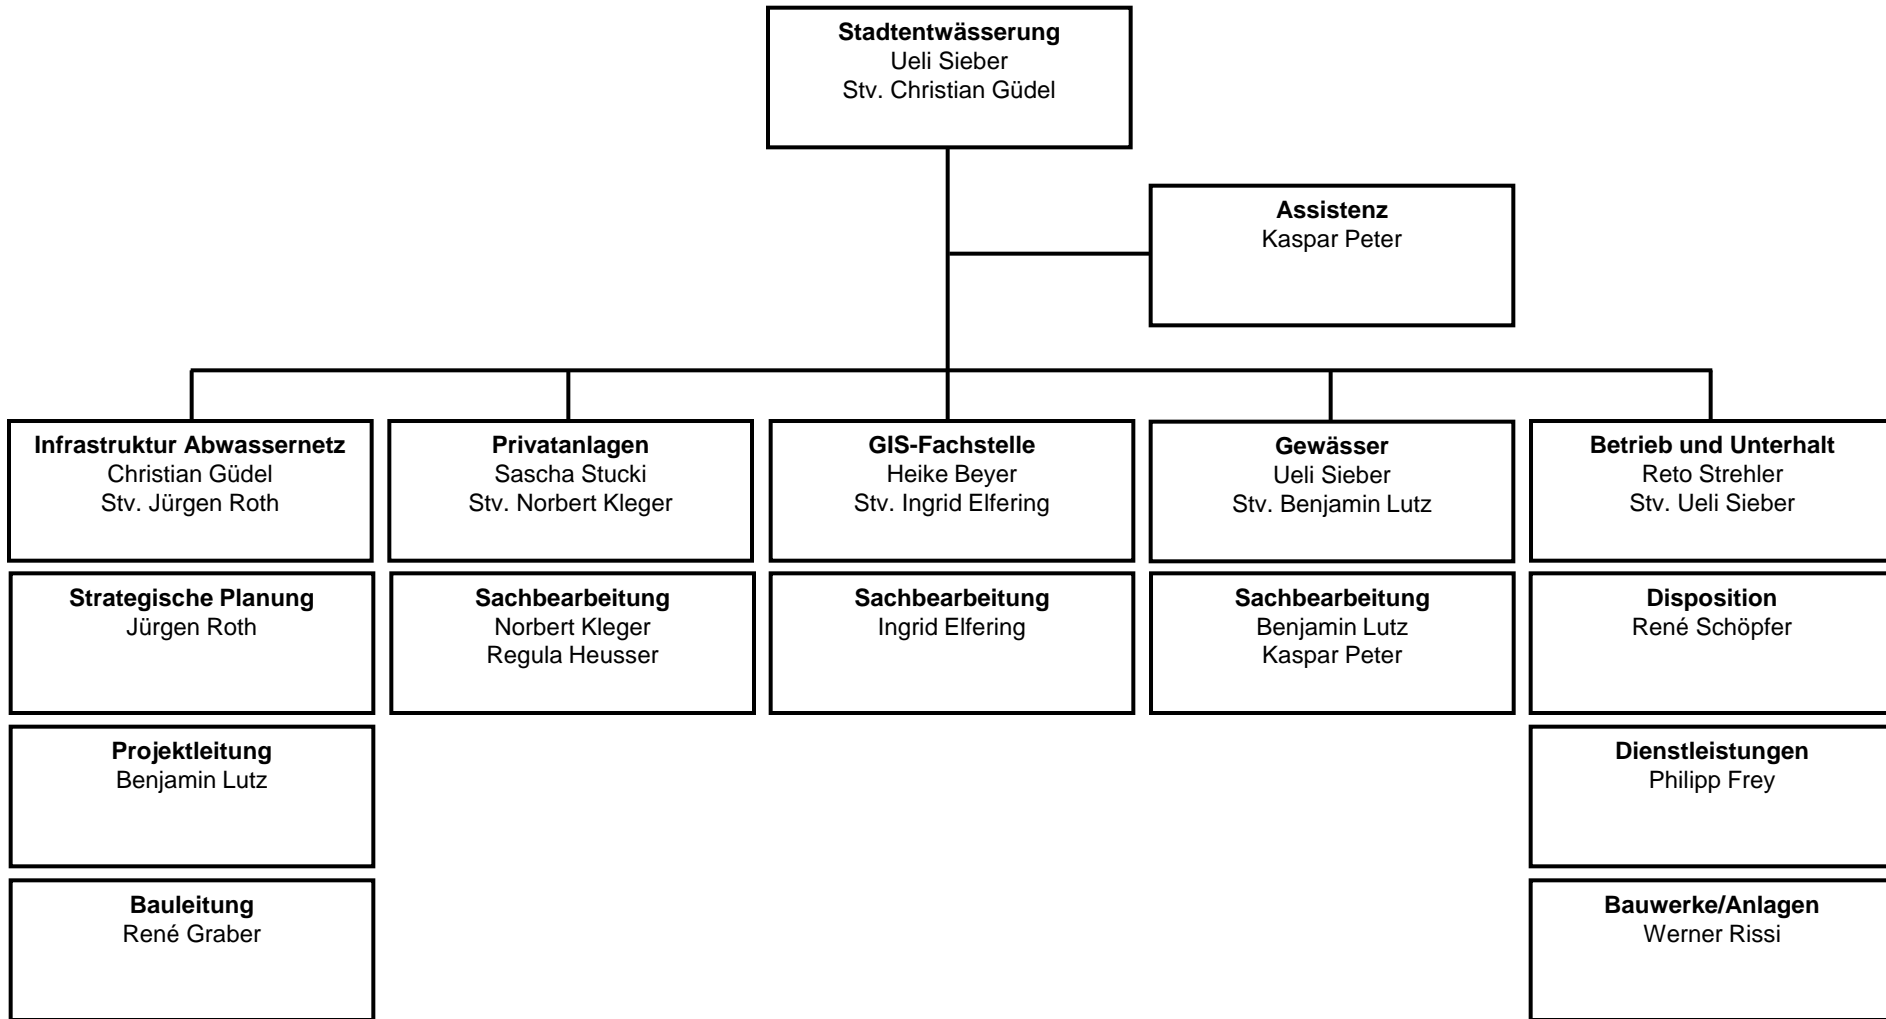 Stadtentwässerung
Ueli Sieber
Stv. Christian Güdel
Assistenz
Kaspar Peter
Infrastruktur Abwassernetz
Christian Güdel
Stv. Jürgen Roth
Privatanlagen
Sascha Stucki
Stv. Norbert Kleger
GIS-Fachstelle
Heike Beyer
Stv. Ingrid Elfering
Gewässer
Ueli Sieber
Stv. Benjamin Lutz
Betrieb und Unterhalt
Reto Strehler
Stv. Ueli Sieber
Strategische Planung
Jürgen Roth
Sachbearbeitung
Norbert Kleger
Regula Heusser
Sachbearbeitung
Ingrid Elfering
Sachbearbeitung
Benjamin Lutz
Kaspar Peter
Disposition
René Schöpfer
Projektleitung
Benjamin Lutz
Dienstleistungen
Philipp Frey
Bauleitung
René Graber
Bauwerke/Anlagen
Werner Rissi